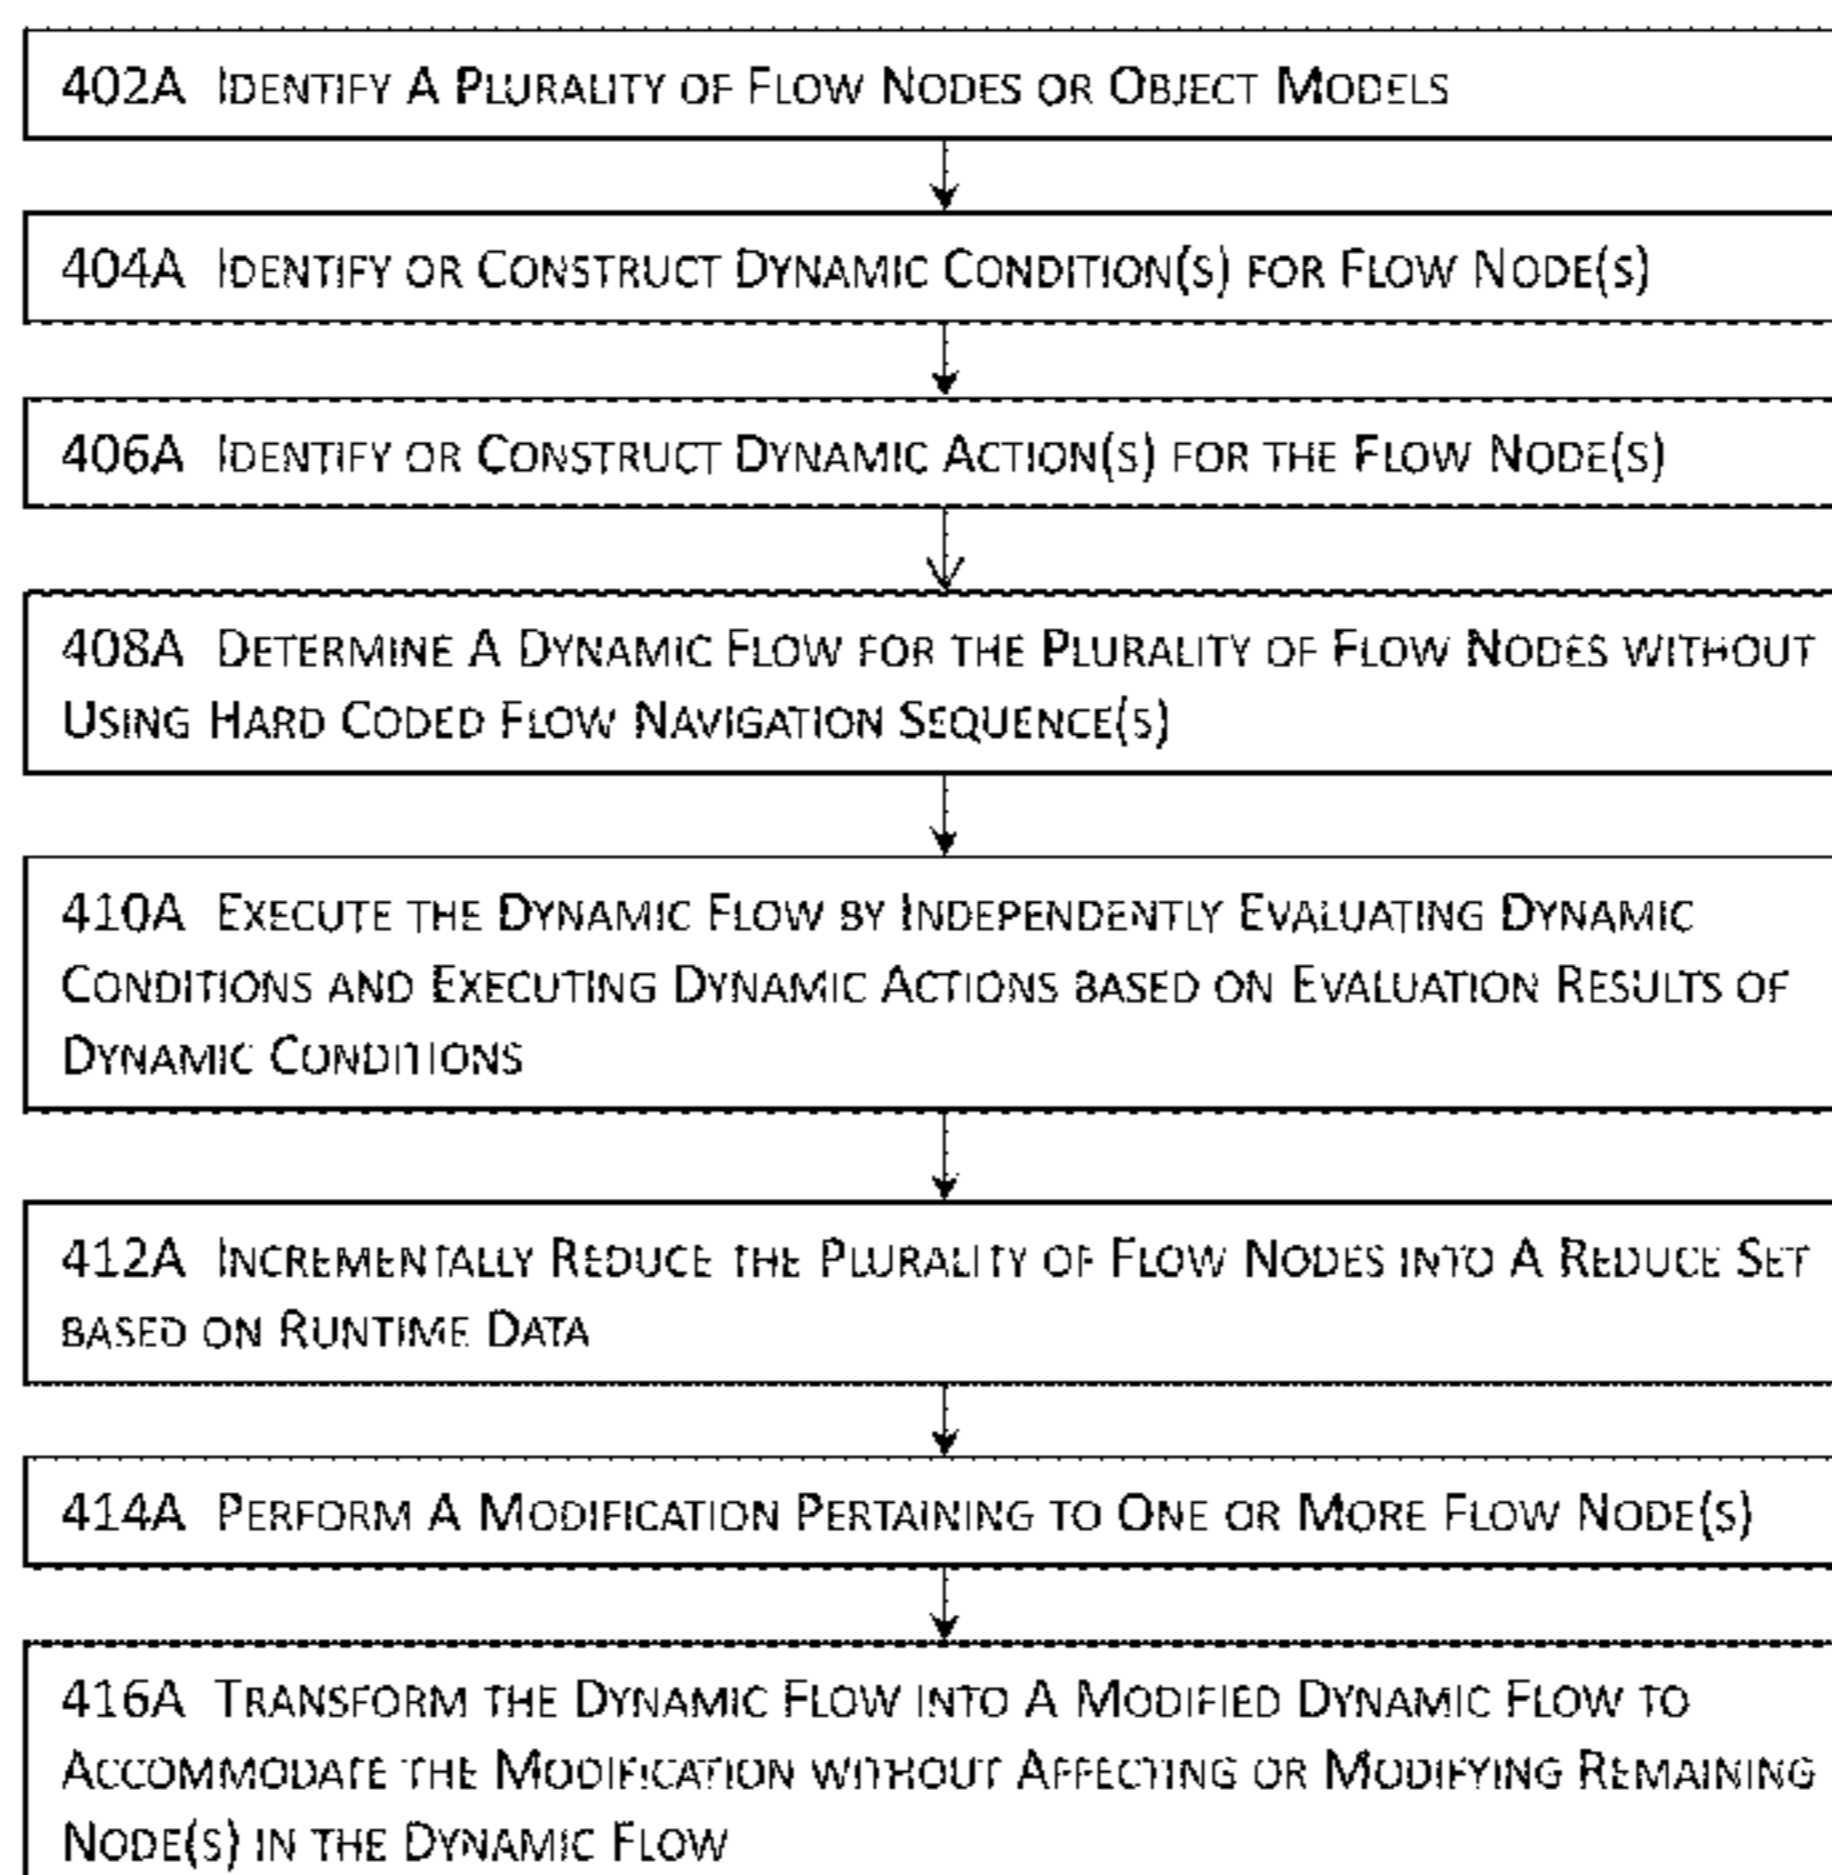 402A IDENTIFY A PLURALITY OF FLOW NODES OR OBJECT MODELS
404A IDENTIFY OR CONSTRUCT DYNAMIC CONDITION(S) FOR FLOW NODE(S)
406A IDENTIFY OR CONSTRUCT DYNAMIC ACTION(S) FOR THE FLOW NODE(S)
408A DETERMINE A DYNAMIC FLOW FOR THE PLURALITY OF FLOW NODES WITHOUT
USING HARD CODED FLOW NAVIGATION SEQUENCE(S)
410A EXECUTE THE DYNAMIC FLOW BY INDEPENDENTLY EVALUATING DYNAMIC
CONDITIONS AND EXECUTING DYNAMIC ACTIONS BASED ON EVALUATION RESULTS OF
DYNAMIC CONDITIONS
412A INCREMENTALLY REDUCE THE PLURALITY OF FLOW NODES INTO A REDUCE SET
BASED ON RUNTIME DATA
414A PERFORM A MODIFICATION PERTAINING TO ONE OR MORE FLOW NODE(S)
416A TRANSFORM THE DYNAMIC FLOW INTO A MODIFIED DYNAMIC FLOW TO
ACCOMMODATE THE MODIFICATION WITHOUT AFFECTING OR MODIFYING REMAINING
NODE(S) IN THE DYNAMIC FLOW